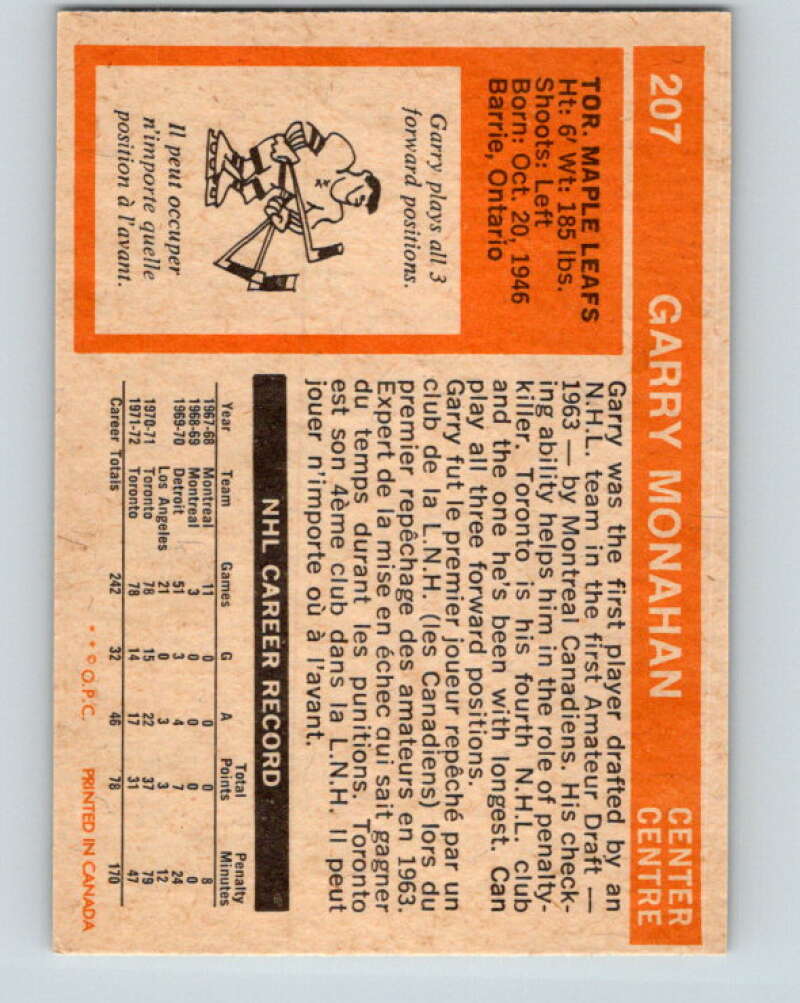 207 GARRY MONAHAN CENTER
CENTRE
TOR. MAPLE LEAFS
Ht: 6' Wt: 185 lbs.
Shoots: Left
Born: Oct. 20, 1946
Barrie, Ontario
Garry plays all 3
forward positions.
Il peut occuper
n'importe quelle
position à l'avant.
Garry was the first player drafted by an
N.H.L. team in the first Amateur Draft —
1963 — by Montreal Canadiens. His check-
ing ability helps him in the role of penalty-
killer. Toronto is his fourth N.H.L. club
and the one he's been with longest. Can
play all three forward positions.
Garry fut le premier joueur repêché par un
club de la L.N.H. (les Canadiens) lors du
premier repêchage des amateurs en 1963.
Expert de la mise en échec qui sait gagner
du temps durant les punitions. Toronto
est son 4ème club dans la L.N.H. Il peut
jouer n'importe où à l'avant.
NHL CAREER RECORD
Year Team Games G A Total Points Penalty Minutes
1967-68 Montreal 11 0 0 0 8
1968-69 Montreal 3 0 0 0 0
1969-70 Detroit 51 3 4 7 24
Los Angeles 21 0 3 3 12
1970-71 Toronto 78 15 22 37 79
1971-72 Toronto 78 14 17 31 47
Career Totals 242 32 46 78 170
* * © O.P.C. PRINTED IN CANADA